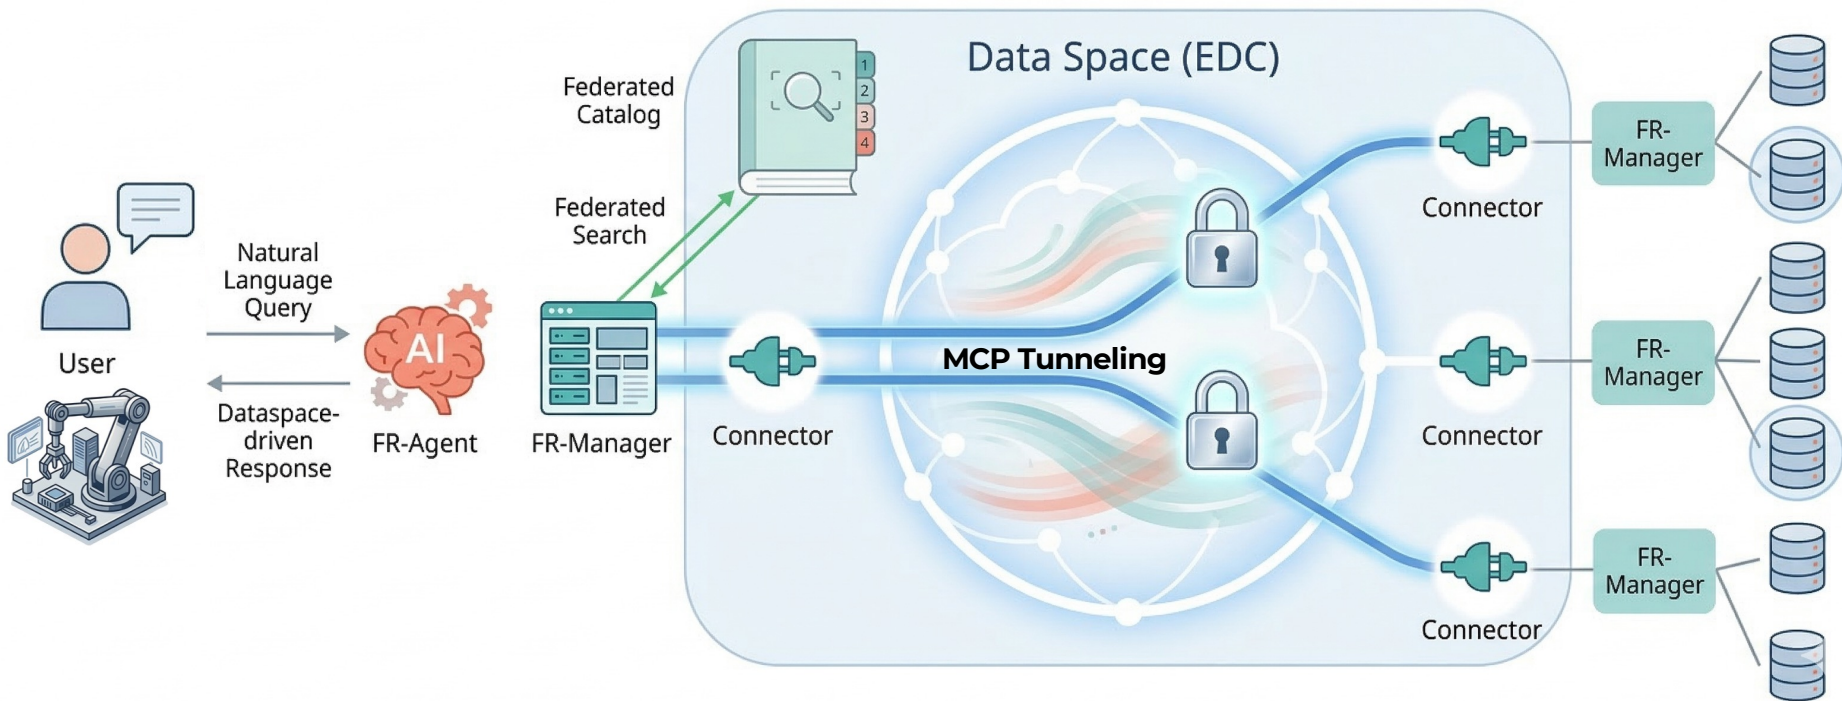 Data Space (EDC)
Federated
Catalog
1
2
3
4
Federated
Search
Natural
Language
Query
User
Dataspace-
driven
Response
AI
FR-Agent
FR-Manager
Connector
MCP Tunneling
Connector
FR-
Manager
Connector
FR-
Manager
Connector
FR-
Manager